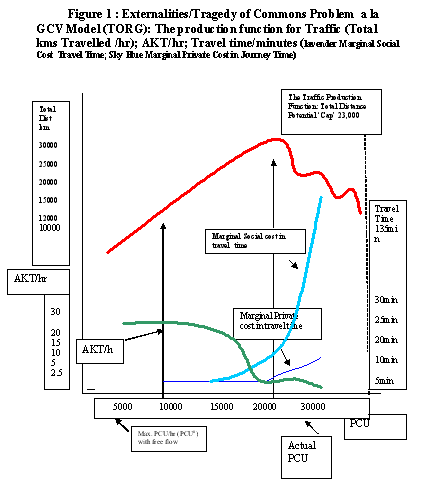 Figure 1 : Externalities/Tragedy of Commons Problem a la
GCV Model (TORG): The production function for Traffic (Total
kms Travelled /hr); AKT/hr; Travel time/minutes (lavender Marginal Social
Cost Travel Time; Sky Blue Marginal Private Cost in Journey Time)
The Traffic Production
Function: Total Distance
Potential 'Cap' 23,000
Total
Dist
km
30000
25000
20000
15000
12000
10000
Travel
Time
135mi
n
Marginal Social cost in
travel time
AKT/hr
30
20
15
10
5
2.5
AKT/h
Marginal Private
cost in travel time
30min
25min
20min
10min
5min
5000 10000 15000 20000 30000
PCU
Max. PCU/hr (PCU*)
with free flow
Actual
PCU